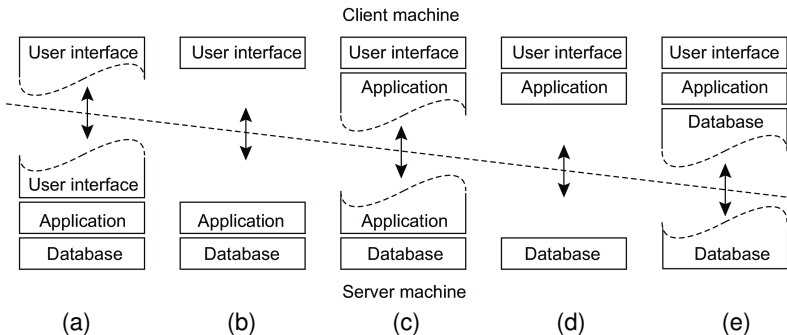 Client machine
User interface User interface User interface User interface User interface
Application Application Application
Database
User interface
Application Application Application
Database Database Database Database Database
Server machine
(a) (b) (c) (d) (e)